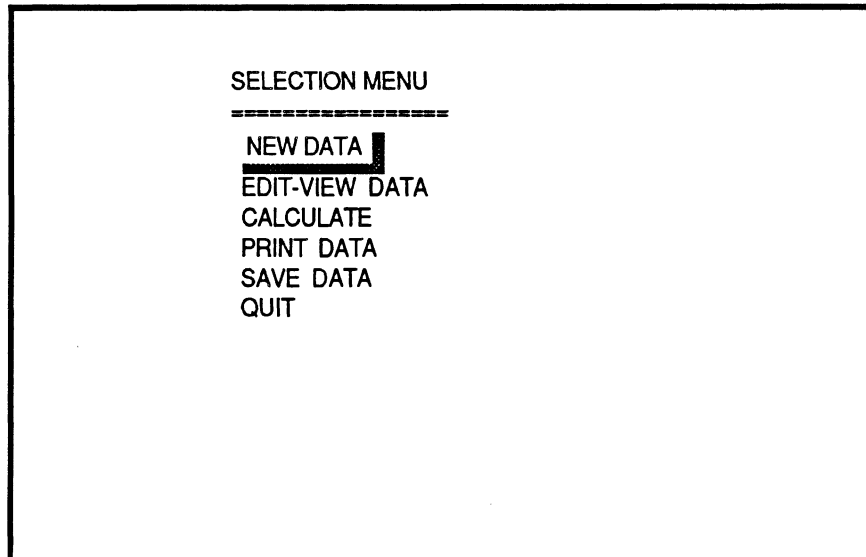 SELECTION MENU
=================
NEW DATA
EDIT-VIEW DATA
CALCULATE
PRINT DATA
SAVE DATA
QUIT